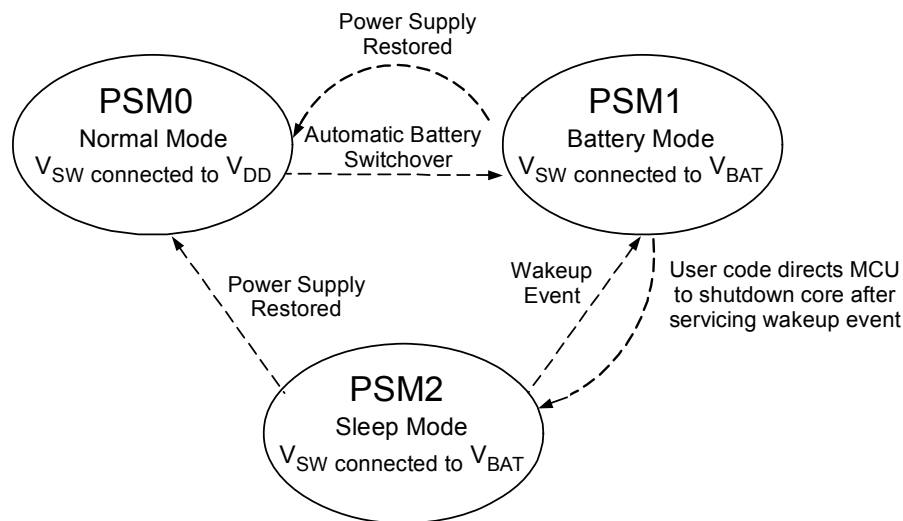 Power Supply
Restored
PSM0
Normal Mode
VSW connected to VDD
Automatic Battery
Switchover
PSM1
Battery Mode
VSW connected to VBAT
Power Supply
Restored
Wakeup
Event
User code directs MCU
to shutdown core after
servicing wakeup event
PSM2
Sleep Mode
VSW connected to VBAT